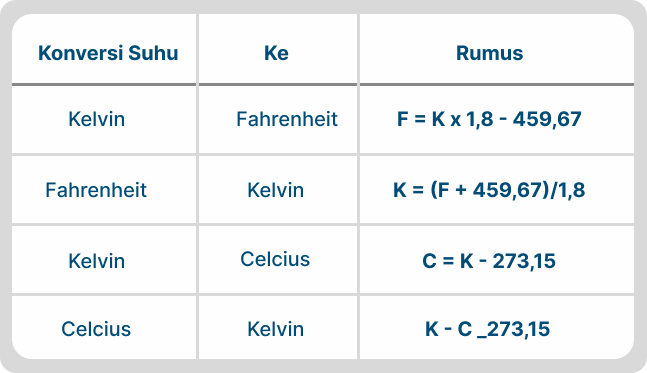 Konversi Suhu Ke Rumus
Kelvin Fahrenheit F = K x 1,8 - 459,67
Fahrenheit Kelvin K = (F + 459,67)/1,8
Kelvin Celcius C = K - 273,15
Celcius Kelvin K - C _273,15